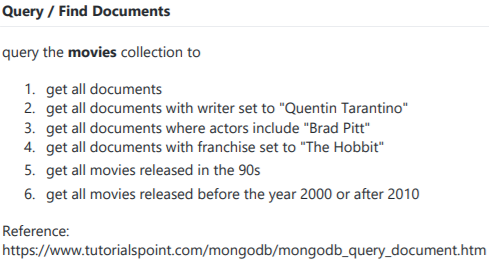 Query / Find Documents
query the movies collection to
1. get all documents
2. get all documents with writer set to "Quentin Tarantino"
3. get all documents where actors include "Brad Pitt"
4. get all documents with franchise set to "The Hobbit"
5. get all movies released in the 90s
6. get all movies released before the year 2000 or after 2010
Reference:
https://www.tutorialspoint.com/mongodb/mongodb_query_document.htm